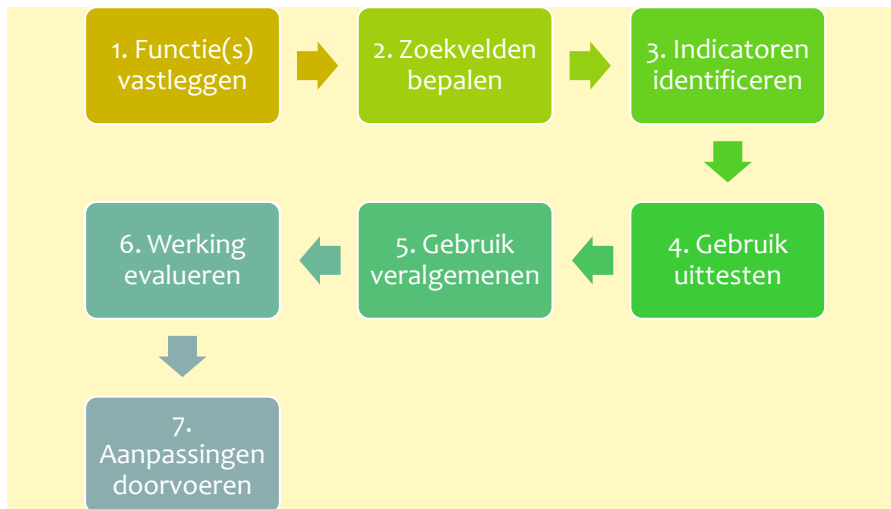 1. Functie(s)
vastleggen
2. Zoekvelden
bepalen
3. Indicatoren
identificeren
4. Gebruik
uittesten
5. Gebruik
veralgemenen
6. Werking
evalueren
7.
Aanpassingen
doorvoeren